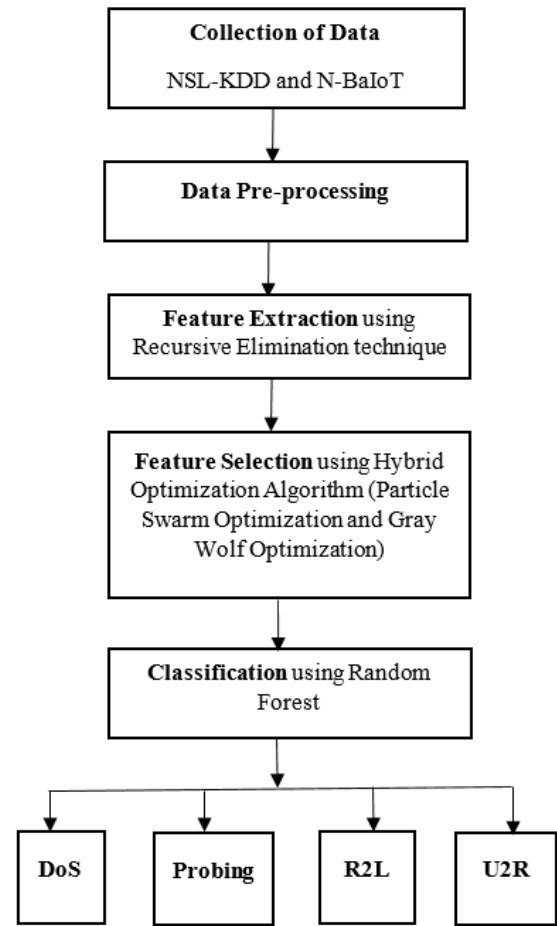 Collection of Data
NSL-KDD and N-BaIoT
Data Pre-processing
Feature Extraction using
Recursive Elimination technique
Feature Selection using Hybrid
Optimization Algorithm (Particle
Swarm Optimization and Gray
Wolf Optimization)
Classification using Random
Forest
DoS
Probing
R2L
U2R